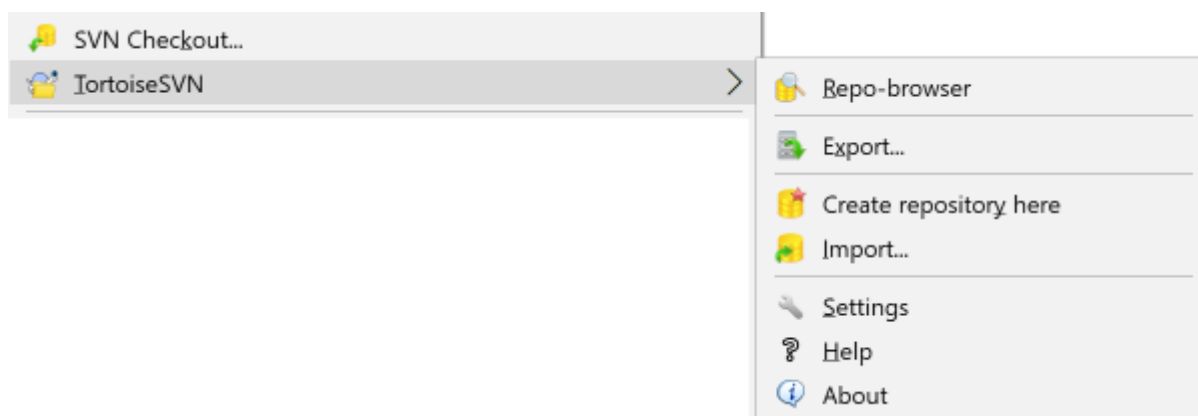 SVN Checkout...
TortoiseSVN
Repo-browser
Export...
Create repository here
Import...
Settings
Help
About